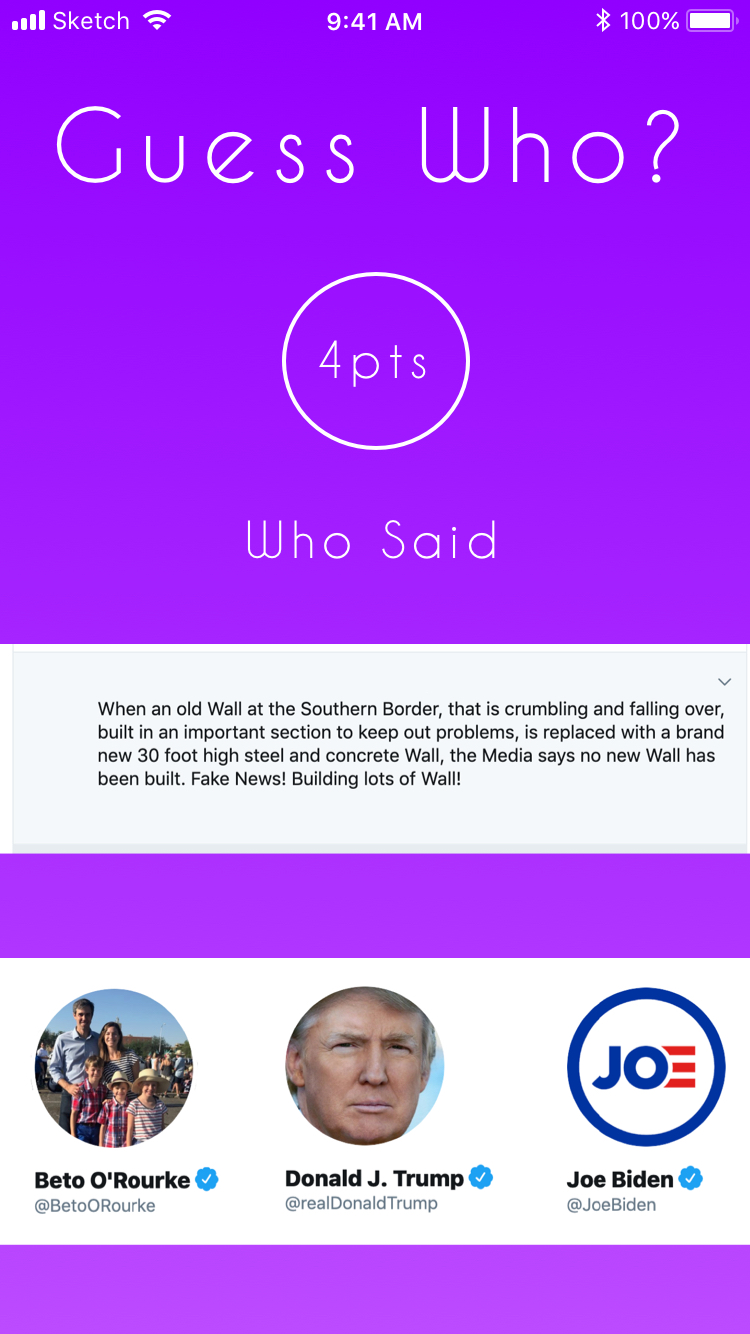 Sketch 9:41 AM 100%
Guess Who?
4pts
Who Said
When an old Wall at the Southern Border, that is crumbling and falling over,
built in an important section to keep out problems, is replaced with a brand
new 30 foot high steel and concrete Wall, the Media says no new Wall has
been built. Fake News! Building lots of Wall!
JOE
Beto O'Rourke Donald J. Trump Joe Biden
@BetoORourke @realDonaldTrump @JoeBiden